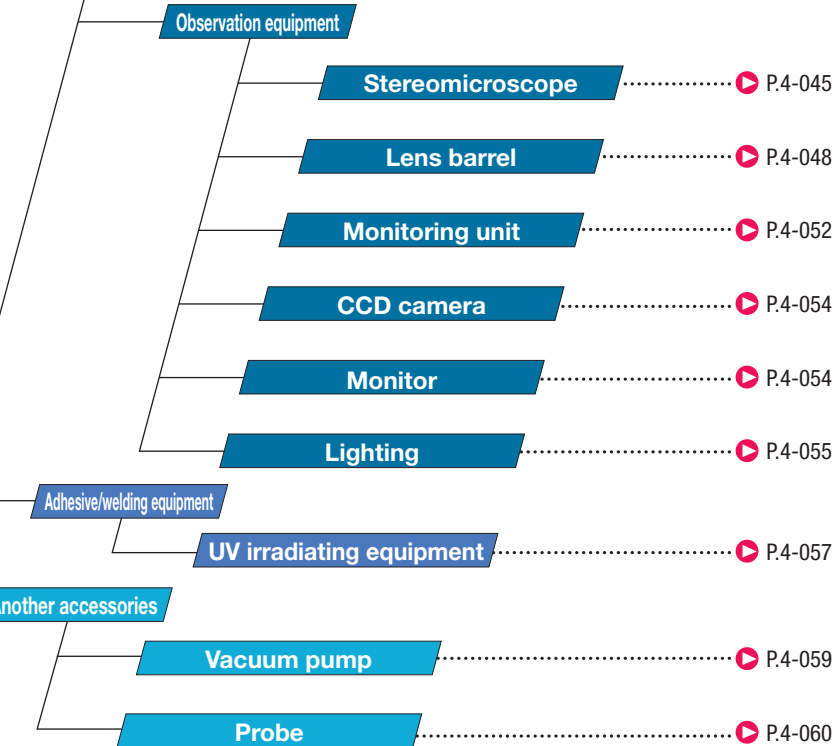 Observation equipment
Stereomicroscope P.4-045
Lens barrel P.4-048
Monitoring unit P.4-052
CCD camera P.4-054
Monitor P.4-054
Lighting P.4-055
Adhesive/welding equipment
UV irradiating equipment P.4-057
Another accessories
Vacuum pump P.4-059
Probe P.4-060